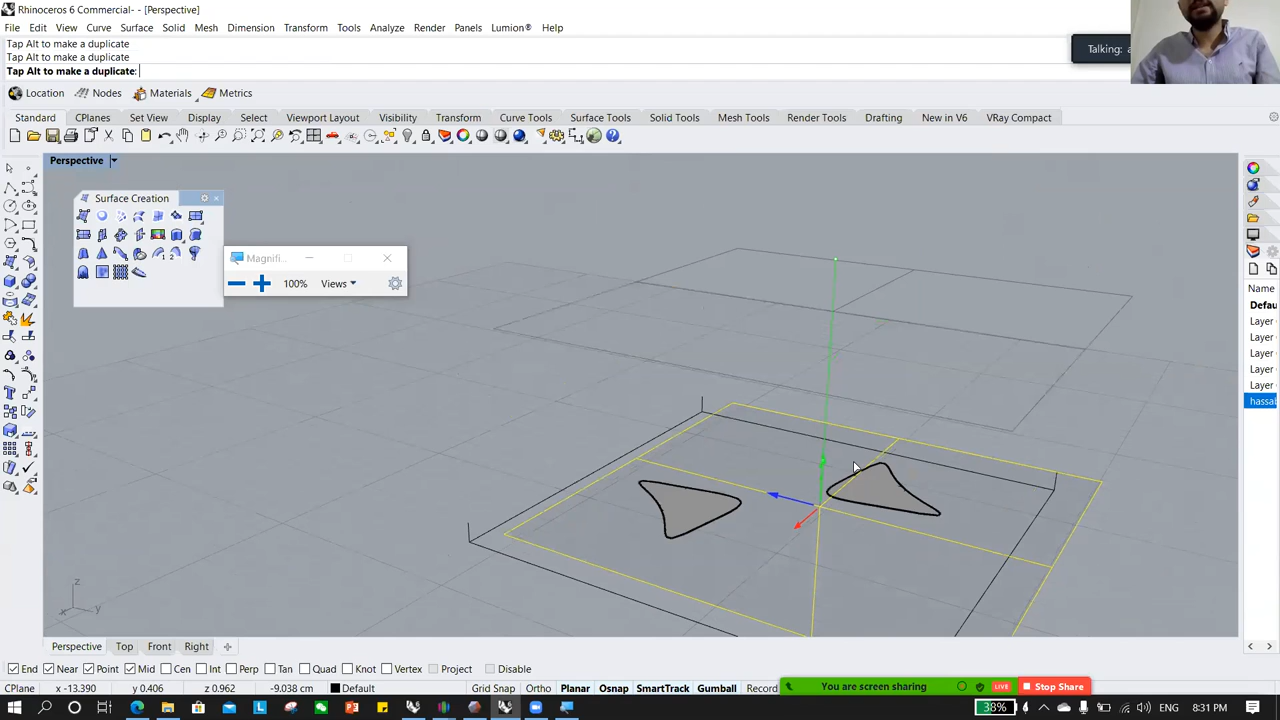 Rhinoceros 6 Commercial- - [Perspective]
File Edit View Curve Surface Solid Mesh Dimension Transform Tools Analyze Render Panels Lumion® Help
Tap Alt to make a duplicate
Tap Alt to make a duplicate
Tap Alt to make a duplicate:
Talking:
Location Nodes Materials Metrics
Standard CPlanes Set View Display Select Viewport Layout Visibility Transform Curve Tools Surface Tools Solid Tools Mesh Tools Render Tools Drafting New in V6 VRay Compact
Perspective
Surface Creation
Magnifi...
100% Views
Name
Defau
Layer
Layer
Layer
Layer
Layer
hassa
z
x y
Perspective Top Front Right
End Near Point Mid Cen Int Perp Tan Quad Knot Vertex Project Disable
CPlane x -13.390 y 0.406 z 0.962 -9.038 cm Default Grid Snap Ortho Planar Osnap SmartTrack Gumball Record
You are screen sharing LIVE Stop Share
38% ENG 8:31 PM